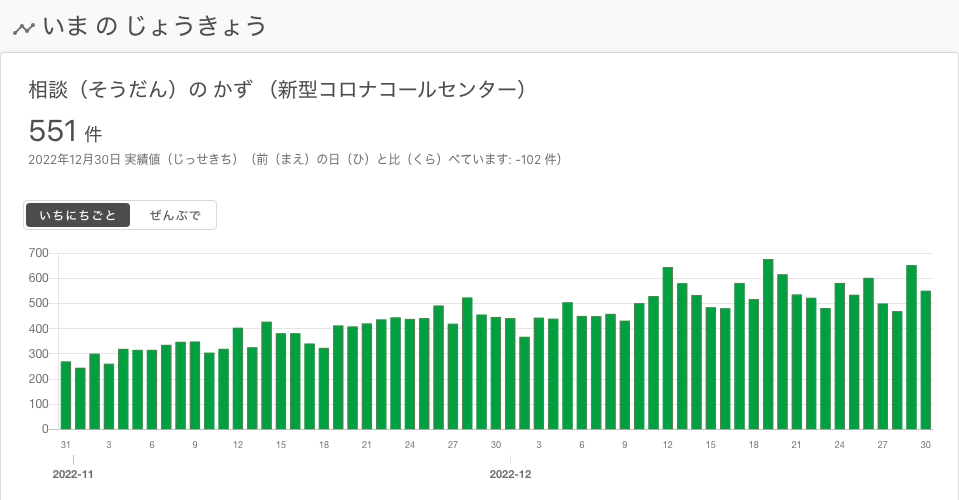 いま の じょうきょう
相談（そうだん）の かず （新型コロナコールセンター）
551 件
2022年12月30日 実績値（じっせきち）（前（まえ）の日（ひ）と比（くら）べています: -102 件）
いちにちごと ぜんぶで
700
600
500
400
300
200
100
0
31 3 6 9 12 15 18 21 24 27 30 3 6 9 12 15 18 21 24 27 30
2022-11 2022-12